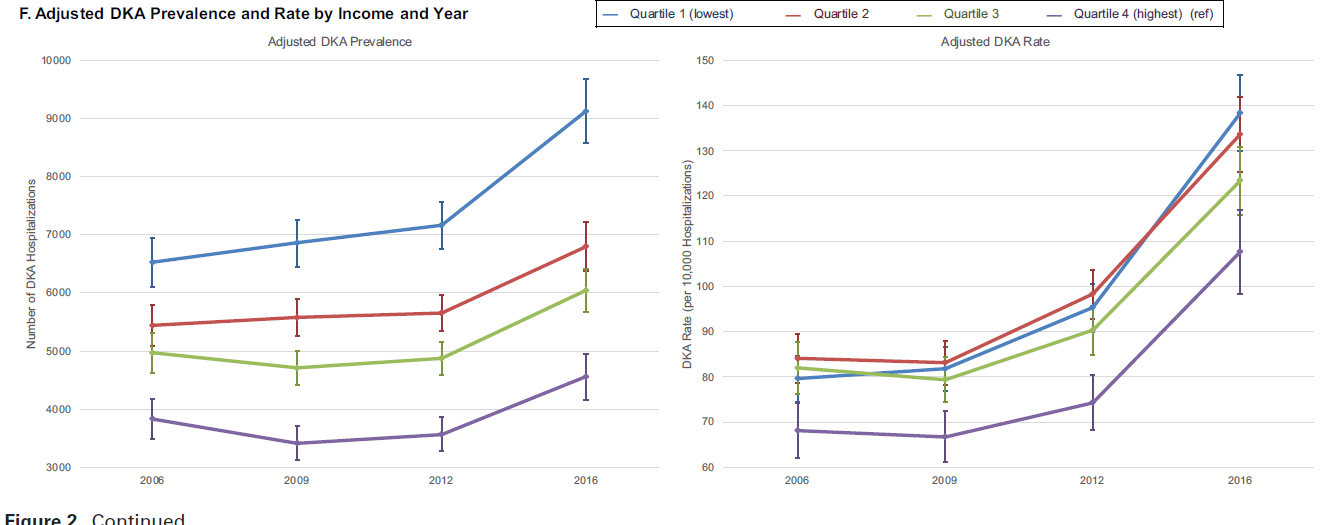 F. Adjusted DKA Prevalence and Rate by Income and Year
Quartile 1 (lowest) Quartile 2 Quartile 3 Quartile 4 (highest) (ref)
Adjusted DKA Prevalence
Number of DKA Hospitalizations
10000
9000
8000
7000
6000
5000
4000
3000
2006 2009 2012 2016
Adjusted DKA Rate
DKA Rate (per 10,000 Hospitalizations)
150
140
130
120
110
100
90
80
70
60
2006 2009 2012 2016
Figure 2. Continued